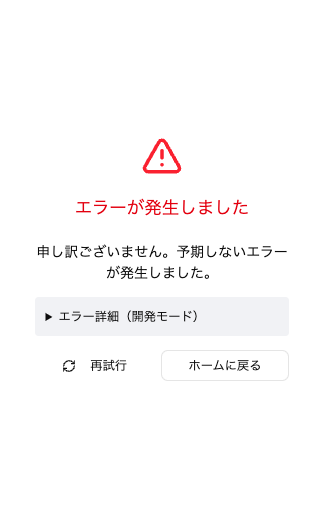 エラーが発生しました
申し訳ございません。予期しないエラー
が発生しました。
▶ エラー詳細（開発モード）
再試行
ホームに戻る